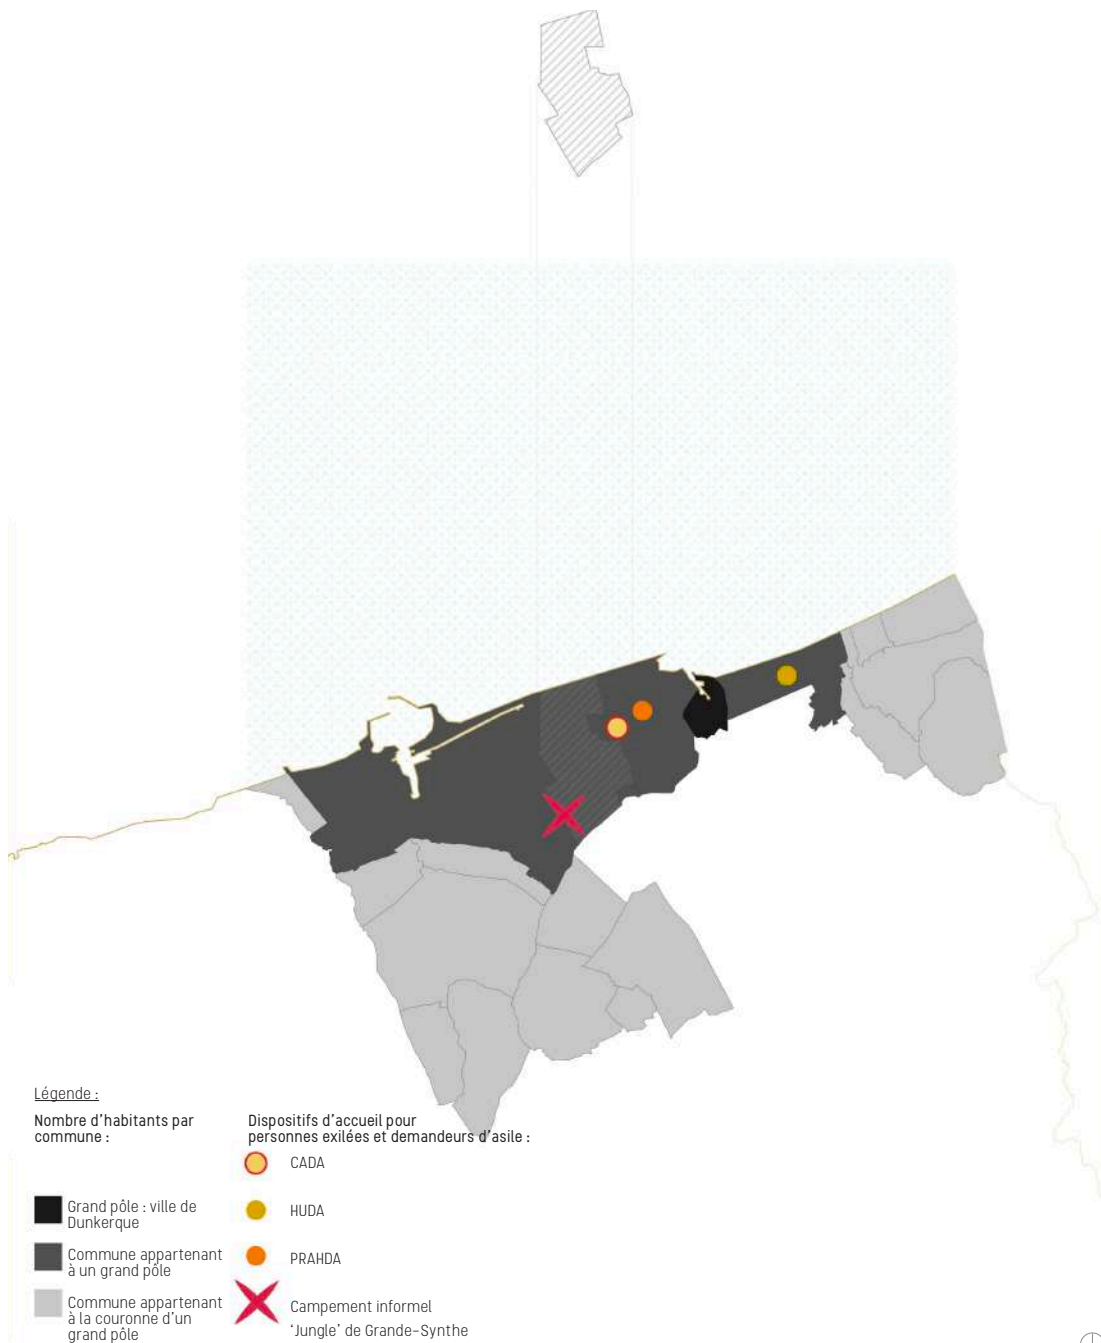 Légende :
Nombre d'habitants par
commune :
Grand pôle : ville de
Dunkerque
Commune appartenant
à un grand pôle
Commune appartenant
à la couronne d'un
grand pôle
Dispositifs d'accueil pour
personnes exilées et demandeurs d'asile :
CADA
HUDA
PRAHDA
Campement informel
'Jungle' de Grande-Synthe